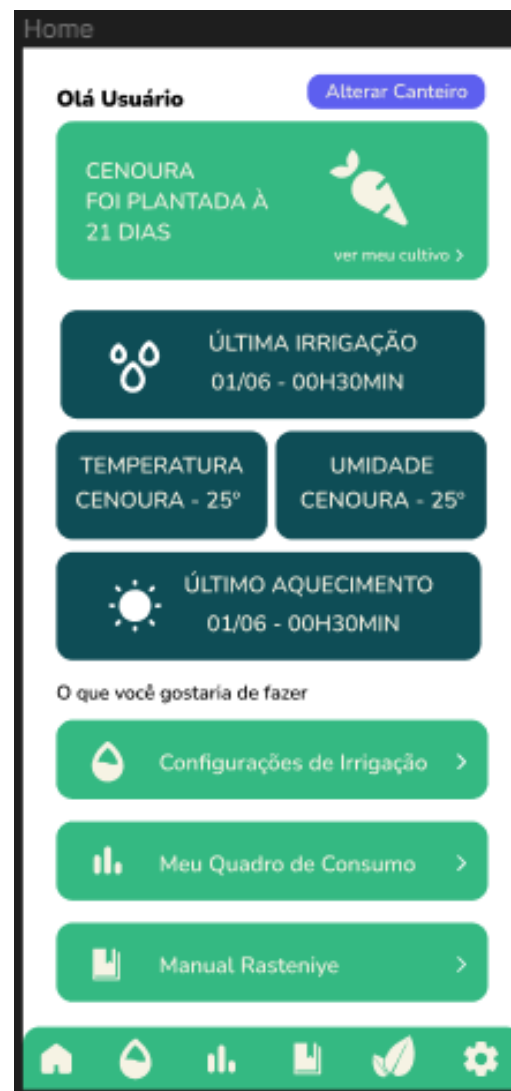 Home
Olá Usuário
Alterar Canteiro
CENOURA
FOI PLANTADA À
21 DIAS
ver meu cultivo >
ÚLTIMA IRRIGAÇÃO
01/06 - 00H30MIN
TEMPERATURA
CENOURA - 25º
UMIDADE
CENOURA - 25º
ÚLTIMO AQUECIMENTO
01/06 - 00H30MIN
O que você gostaria de fazer
Configurações de Irrigação
Meu Quadro de Consumo
Manual Rasteniye